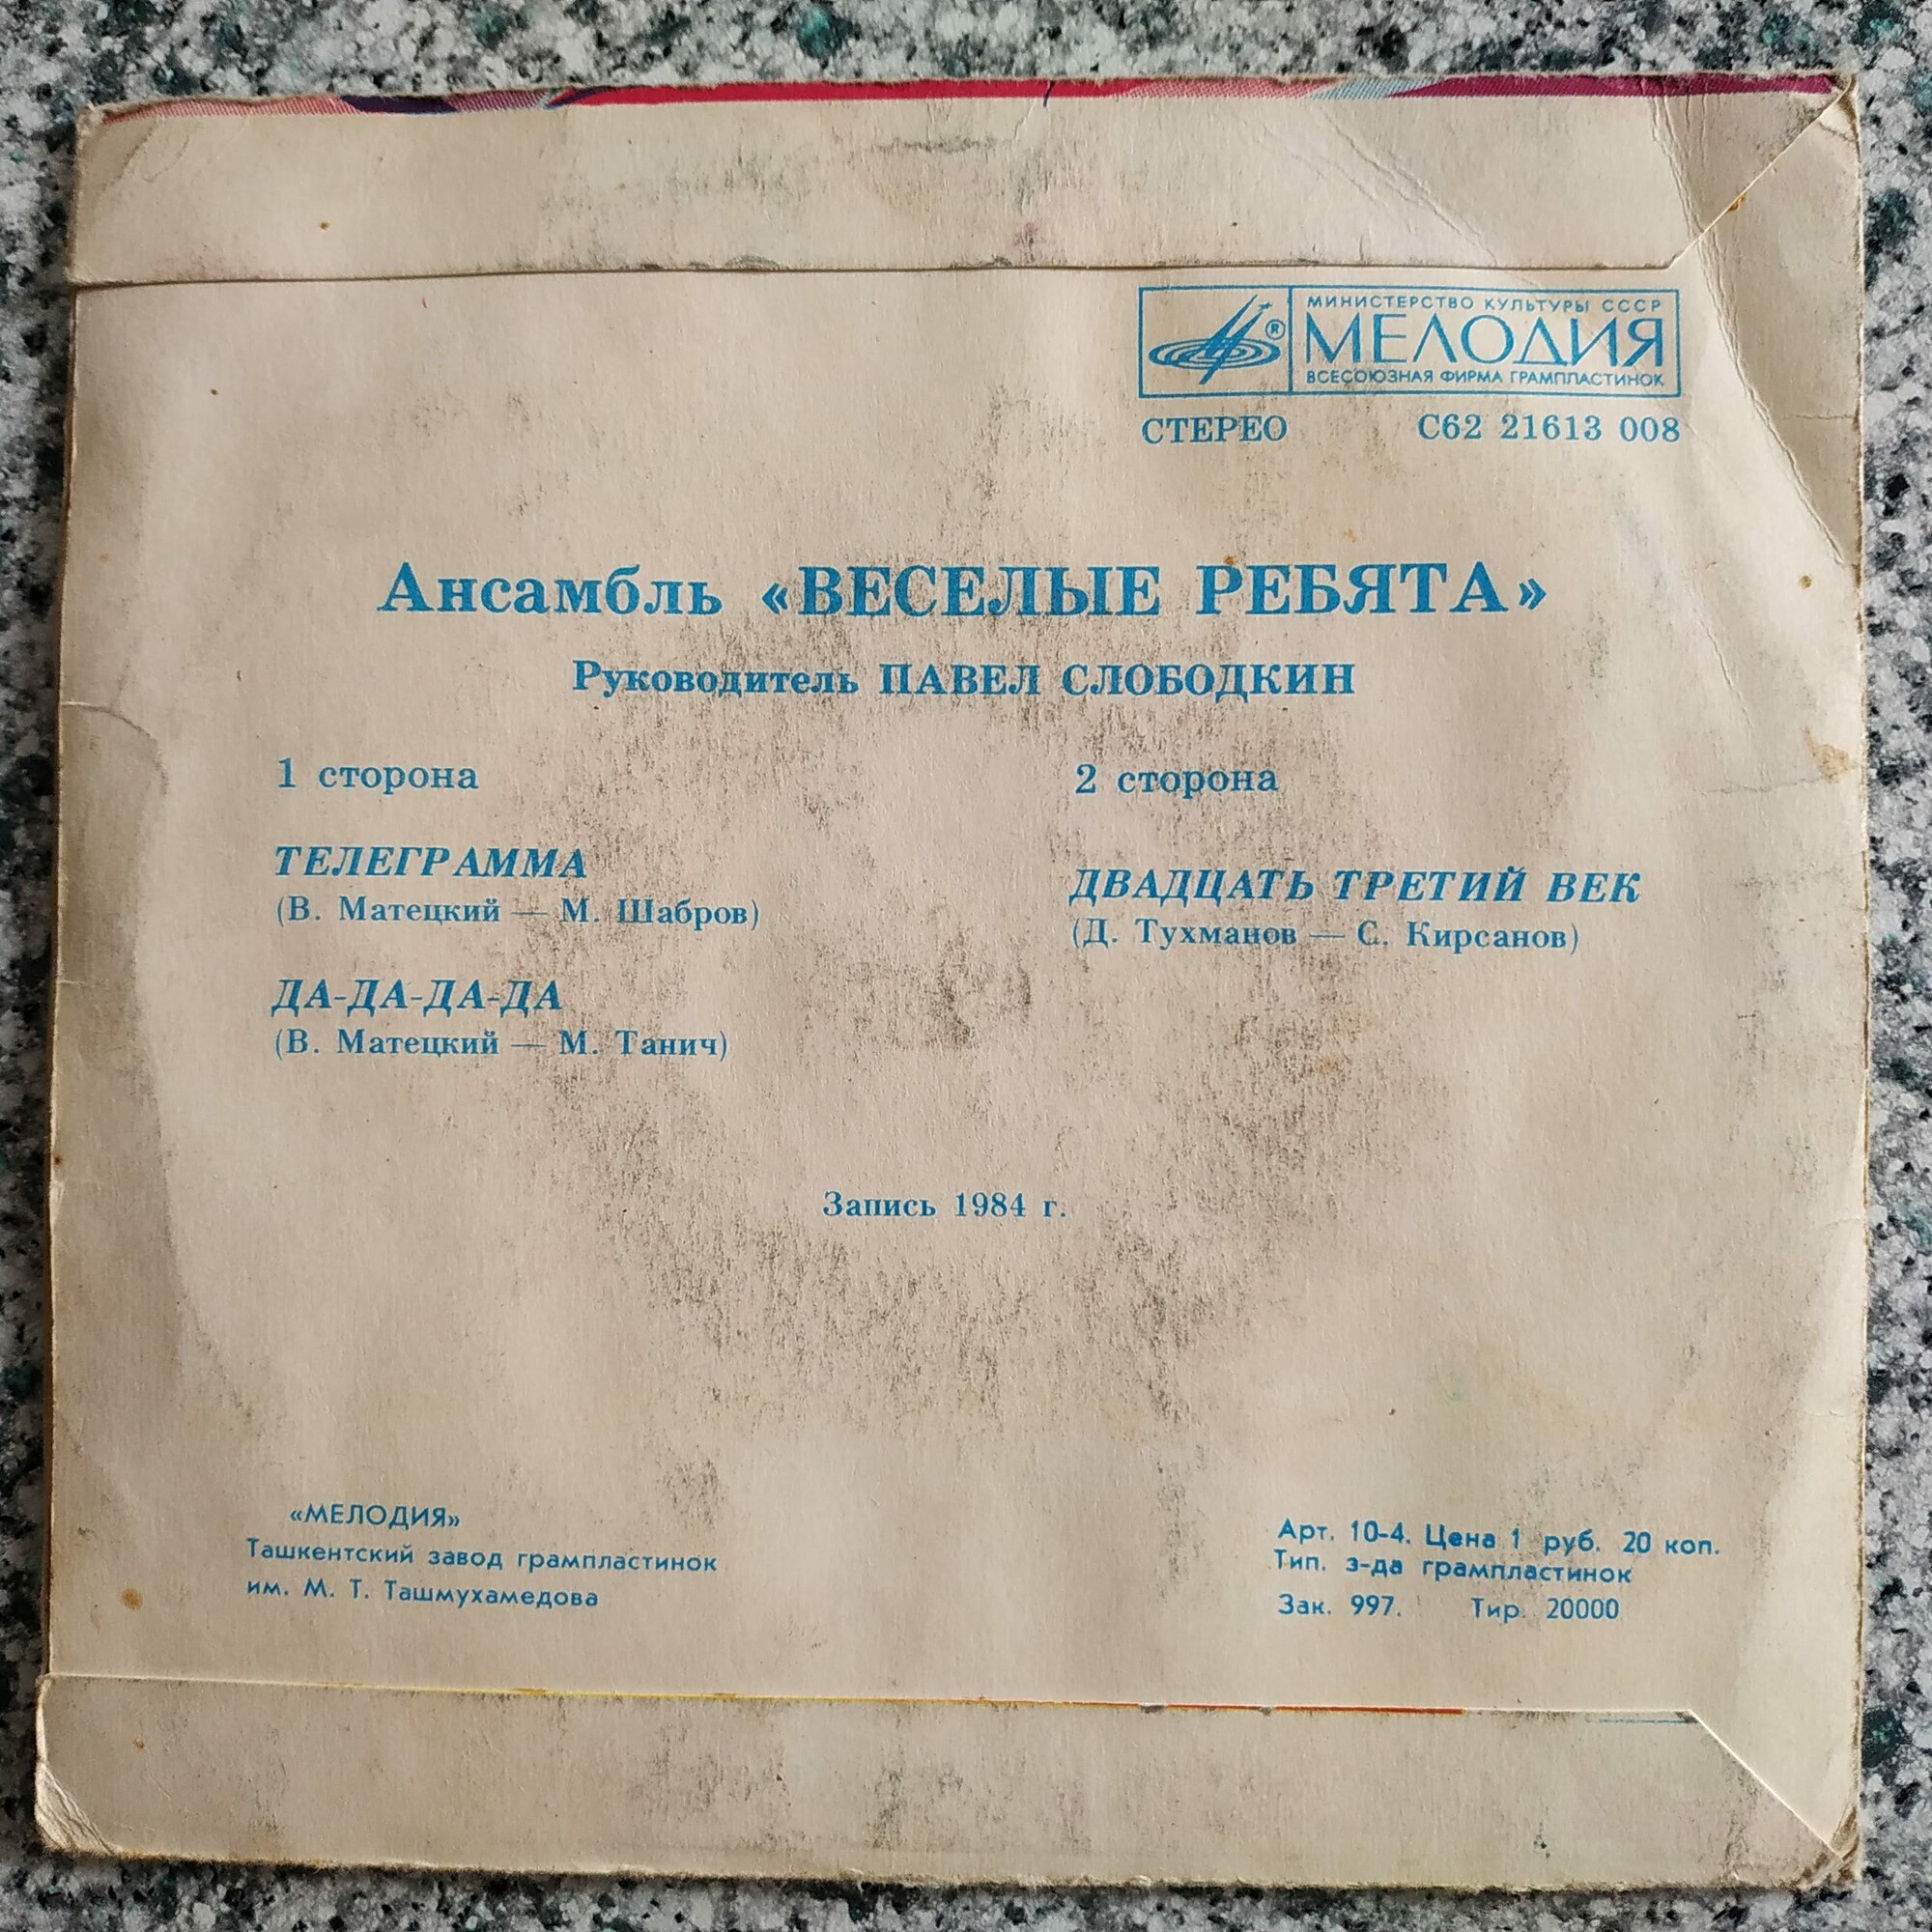 МИНИСТЕРСТВО КУЛЬТУРЫ СССР
МЕЛОДИЯ
®
ВСЕСОЮЗНАЯ ФИРМА ГРАМПЛАСТИНОК
СТЕРЕО С62 21613 008
Ансамбль «ВЕСЕЛЫЕ РЕБЯТА»
Руководитель ПАВЕЛ СЛОБОДКИН
1 сторона
ТЕЛЕГРАММА
(В. Матецкий — М. Шабров)
ДА-ДА-ДА-ДА
(В. Матецкий — М. Танич)
2 сторона
ДВАДЦАТЬ ТРЕТИЙ ВЕК
(Д. Тухманов — С. Кирсанов)
Запись 1984 г.
«МЕЛОДИЯ»
Ташкентский завод грампластинок
им. М. Т. Ташмухамедова
Арт. 10-4. Цена 1 руб. 20 коп.
Тип. з-да грампластинок
Зак. 997. Тир. 20000